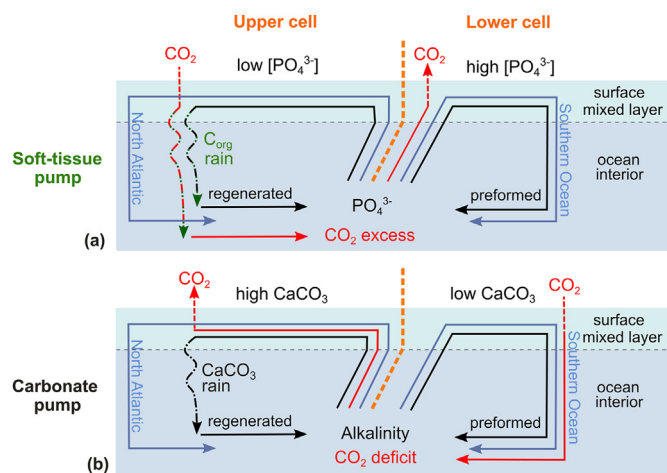 Upper cell
Lower cell
CO₂
low [PO₄³⁻]
CO₂
high [PO₄³⁻]
surface
mixed layer
North Atlantic
Southern Ocean
Soft-tissue
pump
C_org
rain
ocean
interior
regenerated
PO₄³⁻
preformed
(a)
CO₂ excess
CO₂
high CaCO₃
low CaCO₃
CO₂
surface
mixed layer
North Atlantic
Southern Ocean
Carbonate
pump
CaCO₃
rain
ocean
interior
regenerated
Alkalinity
preformed
(b)
CO₂ deficit